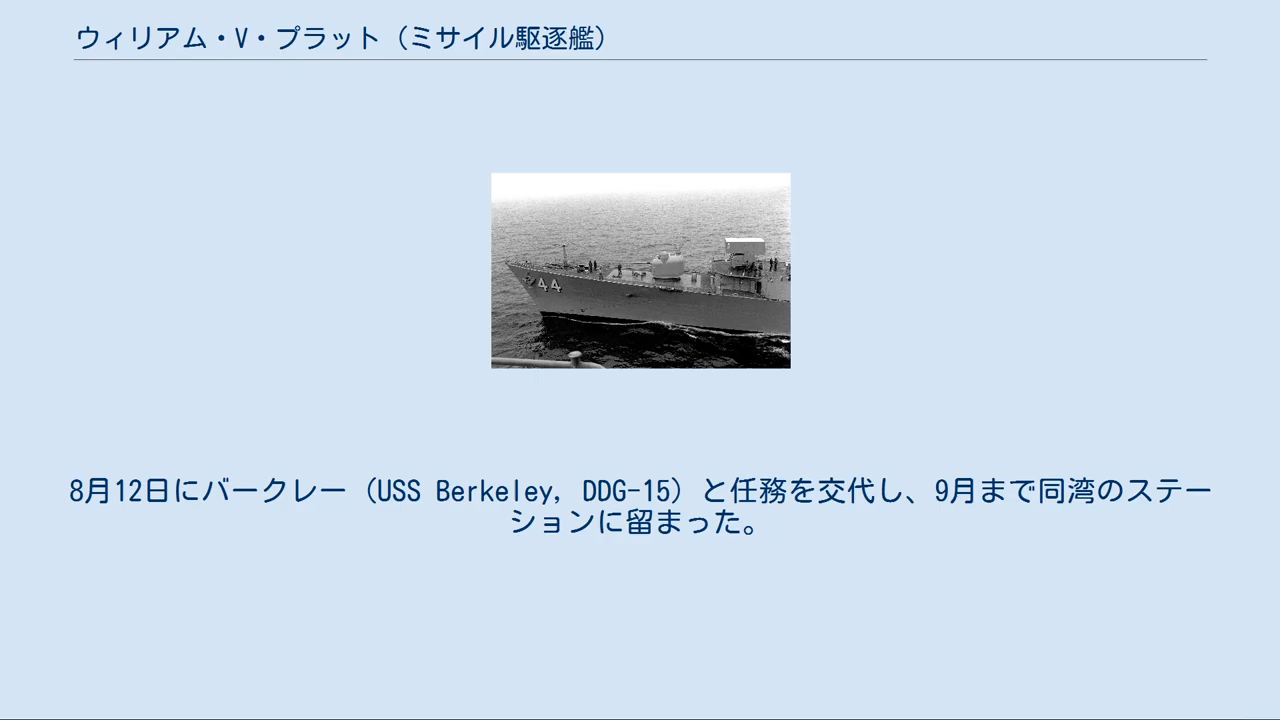 ウィリアム・V・プラット（ミサイル駆逐艦）
44
8月12日にバークレー（USS Berkeley, DDG-15）と任務を交代し、9月まで同湾のステー
ションに留まった。